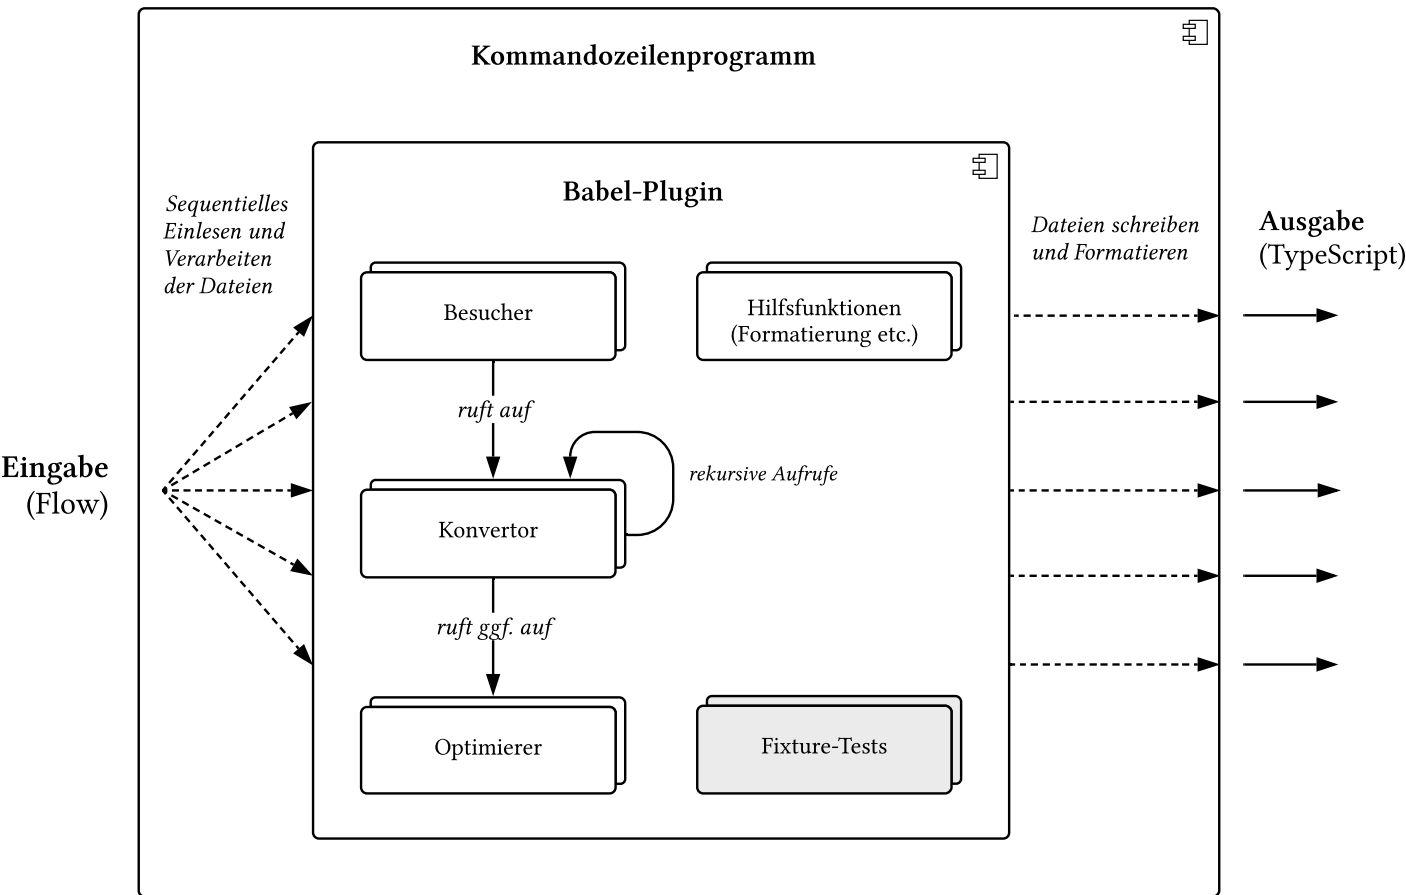 Kommandozeilenprogramm
Babel-Plugin
Sequentielles
Einlesen und
Verarbeiten
der Dateien
Dateien schreiben
und Formatieren
Ausgabe
(TypeScript)
Besucher
Hilfsfunktionen
(Formatierung etc.)
ruft auf
Eingabe
(Flow)
rekursive Aufrufe
Konvertor
ruft ggf. auf
Optimierer
Fixture-Tests